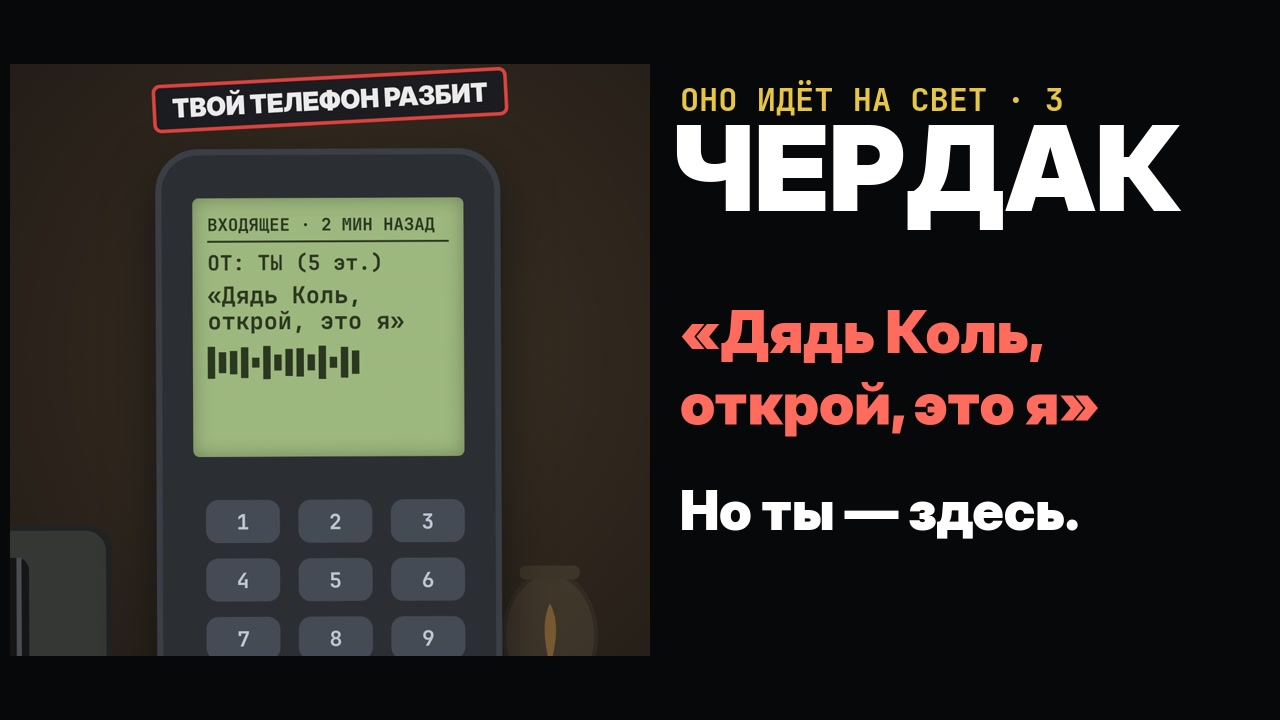 ТВОЙ ТЕЛЕФОН РАЗБИТ
ВХОДЯЩЕЕ · 2 МИН НАЗАД
ОТ: ТЫ (5 эт.)
«Дядь Коль,
открой, это я»
1 2 3
4 5 6
7 8 9
ОНО ИДЁТ НА СВЕТ · 3
ЧЕРДАК
«Дядь Коль,
открой, это я»
Но ты — здесь.